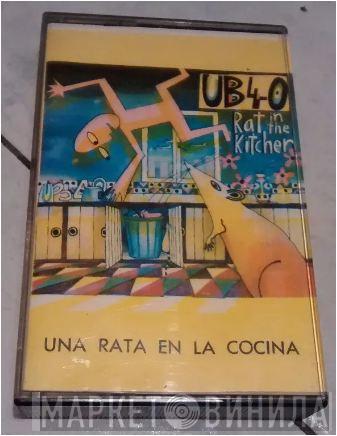 UB40
Rat in the
Kitchen
UNA RATA EN LA COCINA
МАРКЕТ ВИНИЛА